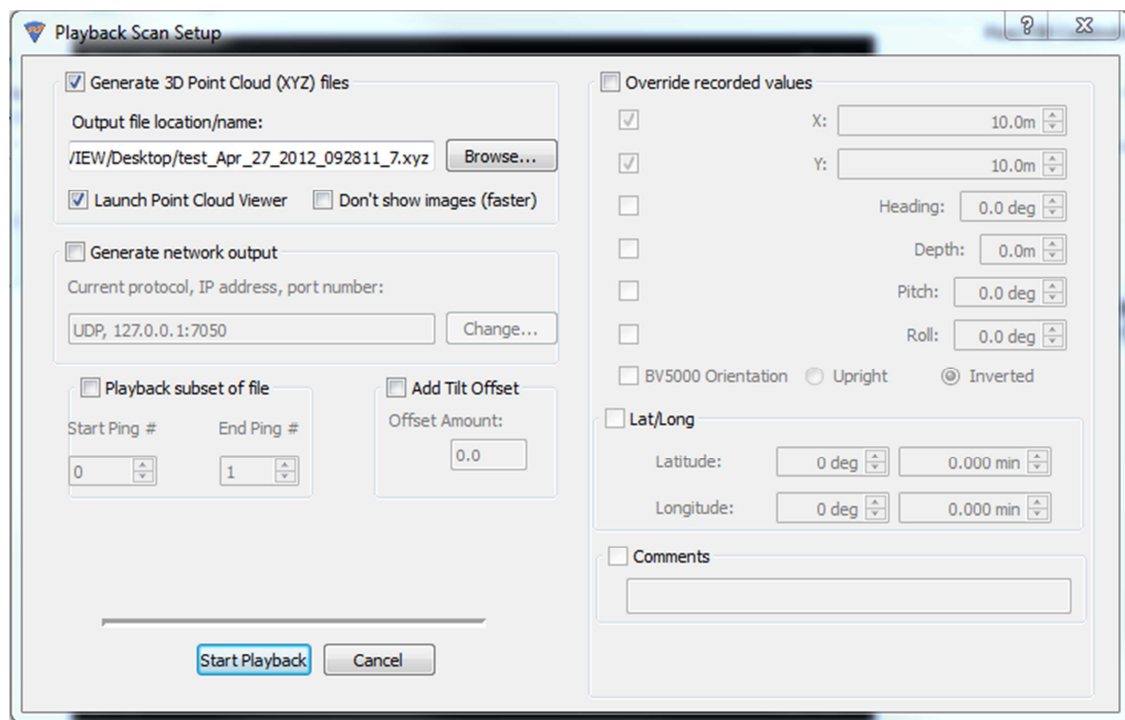 Playback Scan Setup
Generate 3D Point Cloud (XYZ) files
Output file location/name:
/IEW/Desktop/test_Apr_27_2012_092811_7.xyz Browse...
Launch Point Cloud Viewer Don't show images (faster)
Generate network output
Current protocol, IP address, port number:
UDP, 127.0.0.1:7050 Change...
Playback subset of file
Start Ping # End Ping #
0 1
Add Tilt Offset
Offset Amount:
0.0
Start Playback Cancel
Override recorded values
X: 10.0m
Y: 10.0m
Heading: 0.0 deg
Depth: 0.0m
Pitch: 0.0 deg
Roll: 0.0 deg
BV5000 Orientation Upright Inverted
Lat/Long
Latitude: 0 deg 0.000 min
Longitude: 0 deg 0.000 min
Comments